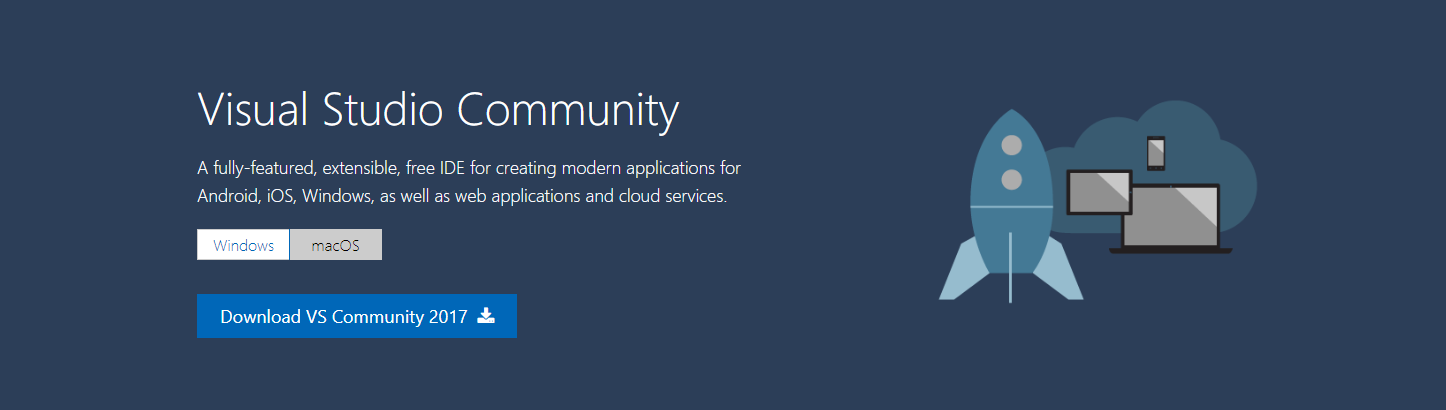 Visual Studio Community
A fully-featured, extensible, free IDE for creating modern applications for
Android, iOS, Windows, as well as web applications and cloud services.
Windows
macOS
Download VS Community 2017